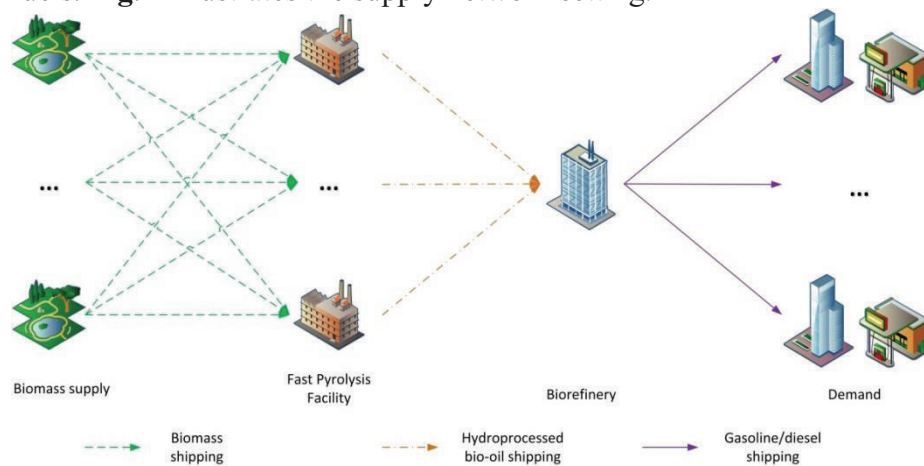 ... ... ...
Biomass supply Fast Pyrolysis Facility Biorefinery Demand
Biomass shipping Hydroprocessed bio-oil shipping Gasoline/diesel shipping